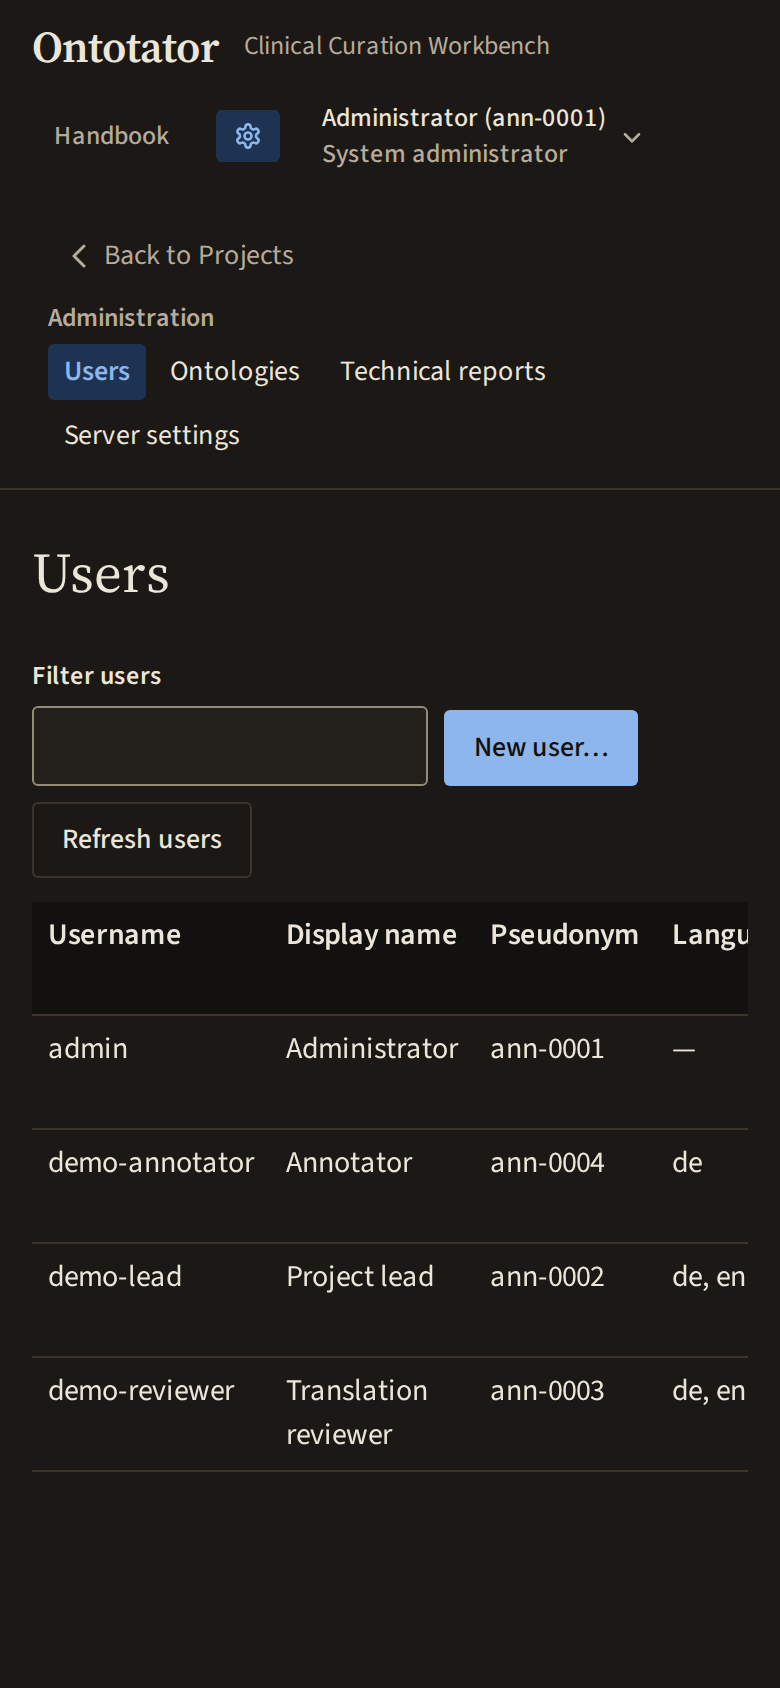 Ontotator Clinical Curation Workbench
Handbook
Administrator (ann-0001)
System administrator
Back to Projects
Administration
Users Ontologies Technical reports
Server settings
Users
Filter users
New user…
Refresh users
Username Display name Pseudonym Langu
admin Administrator ann-0001 —
demo-annotator Annotator ann-0004 de
demo-lead Project lead ann-0002 de, en
demo-reviewer Translation reviewer ann-0003 de, en